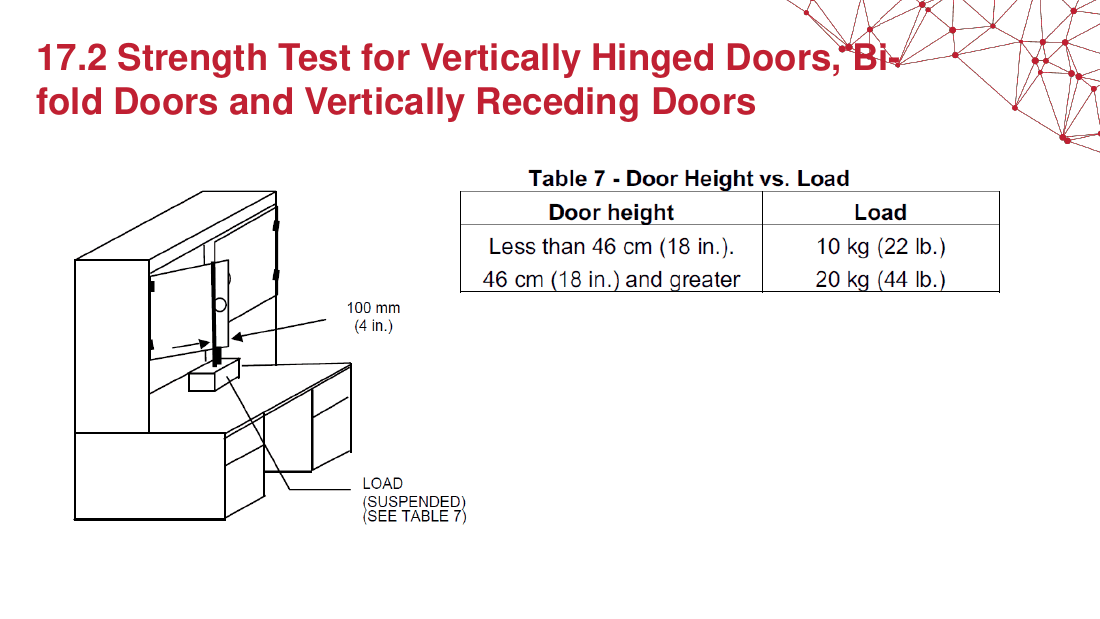 17.2 Strength Test for Vertically Hinged Doors, Bi-
fold Doors and Vertically Receding Doors
Table 7 - Door Height vs. Load
Door height Load
Less than 46 cm (18 in.). 10 kg (22 lb.)
46 cm (18 in.) and greater 20 kg (44 lb.)
100 mm
(4 in.)
LOAD
(SUSPENDED)
(SEE TABLE 7)